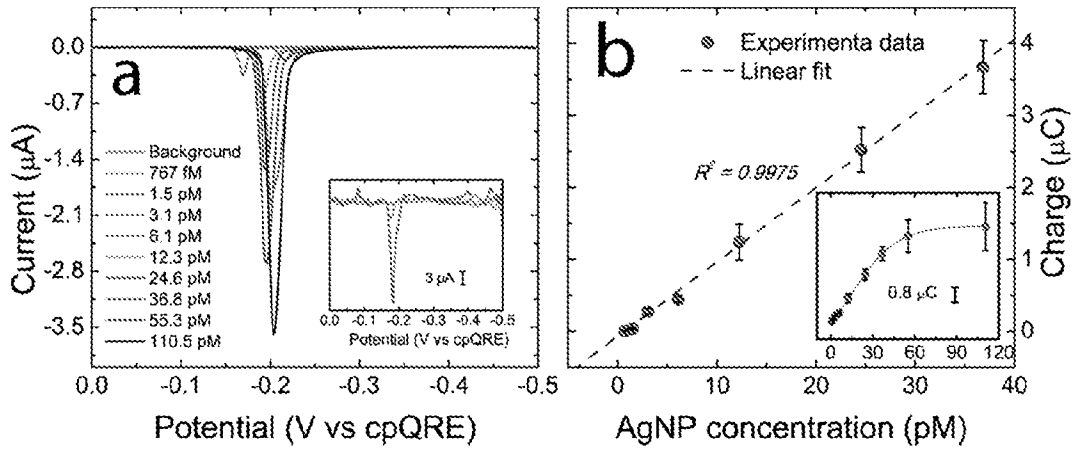 a
0.0
-0.7
-1.4
-2.1
-2.8
-3.5
Current (μA)
Background
767 fM
1.5 pM
3.1 pM
6.1 pM
12.3 pM
24.6 pM
36.8 pM
55.3 pM
110.5 pM
3 μA
0.0 -0.1 -0.2 -0.3 -0.4 -0.5
Potential (V vs cpQRE)
0.0 -0.1 -0.2 -0.3 -0.4 -0.5
Potential (V vs cpQRE)
b
Experimenta data
Linear fit
R² = 0.9975
0.8 μC
0 30 60 90 120
4
3
2
1
0
Charge (μC)
0 10 20 30 40
AgNP concentration (pM)